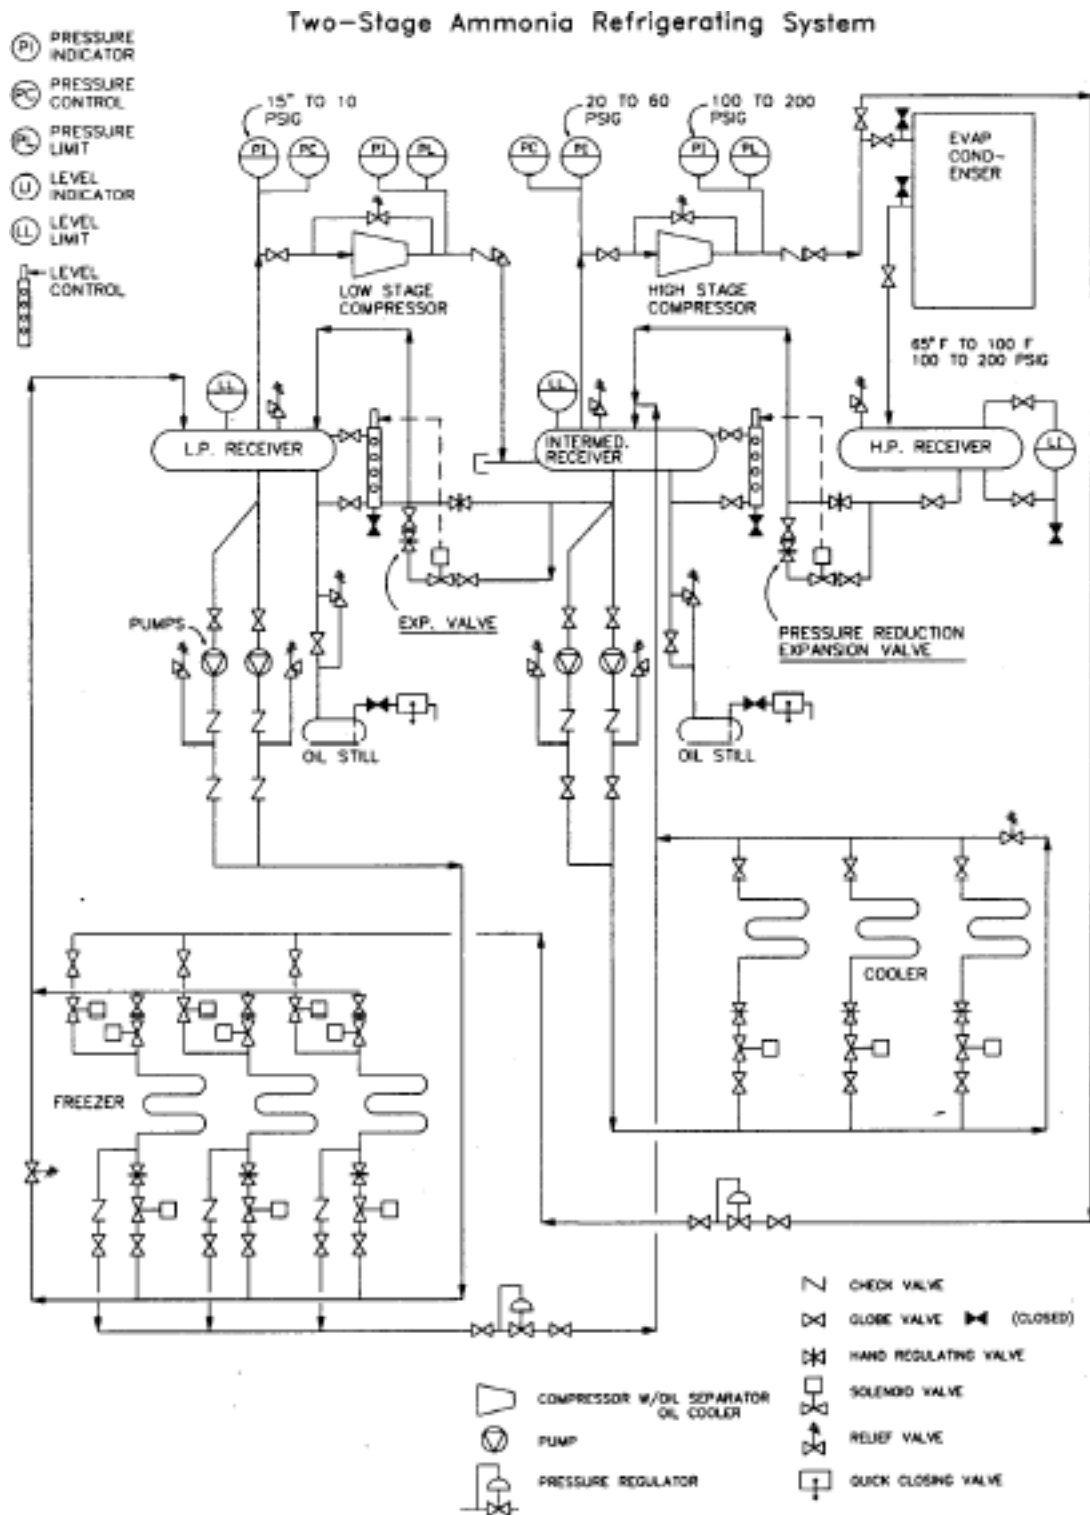 Two-Stage Ammonia Refrigerating System
PI PRESSURE
INDICATOR
PC PRESSURE
CONTROL
PL PRESSURE
LIMIT
LI LEVEL
INDICATOR
LL LEVEL
LIMIT
LEVEL
CONTROL
15" TO 10
PSIG
PI
PC
PI
PL
20 TO 60
PSIG
100 TO 200
PSIG
PC
PI
PI
PL
EVAP
COND-
ENSER
LOW STAGE
COMPRESSOR
HIGH STAGE
COMPRESSOR
65°F TO 100 F
100 TO 200 PSIG
LL
L.P. RECEIVER
LL
INTERMED.
RECEIVER
H.P. RECEIVER
LI
PUMPS
EXP. VALVE
PRESSURE REDUCTION
EXPANSION VALVE
OIL STILL
OIL STILL
COOLER
FREEZER
CHECK VALVE
GLOBE VALVE (CLOSED)
HAND REGULATING VALVE
SOLENOID VALVE
RELIEF VALVE
QUICK CLOSING VALVE
COMPRESSOR W/OIL SEPARATOR
OIL COOLER
PUMP
PRESSURE REGULATOR